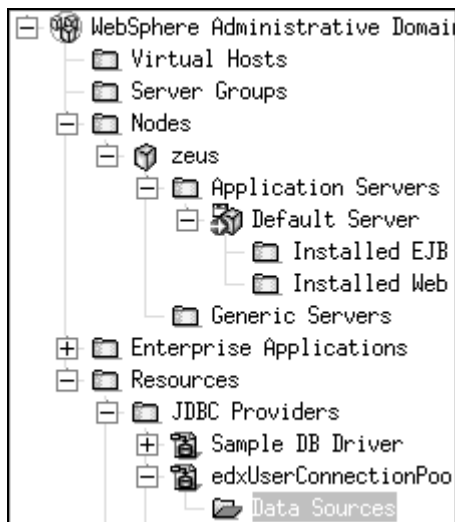 WebSphere Administrative Domain
Virtual Hosts
Server Groups
Nodes
zeus
Application Servers
Default Server
Installed EJB
Installed Web
Generic Servers
Enterprise Applications
Resources
JDBC Providers
Sample DB Driver
edxUserConnectionPoo
Data Sources